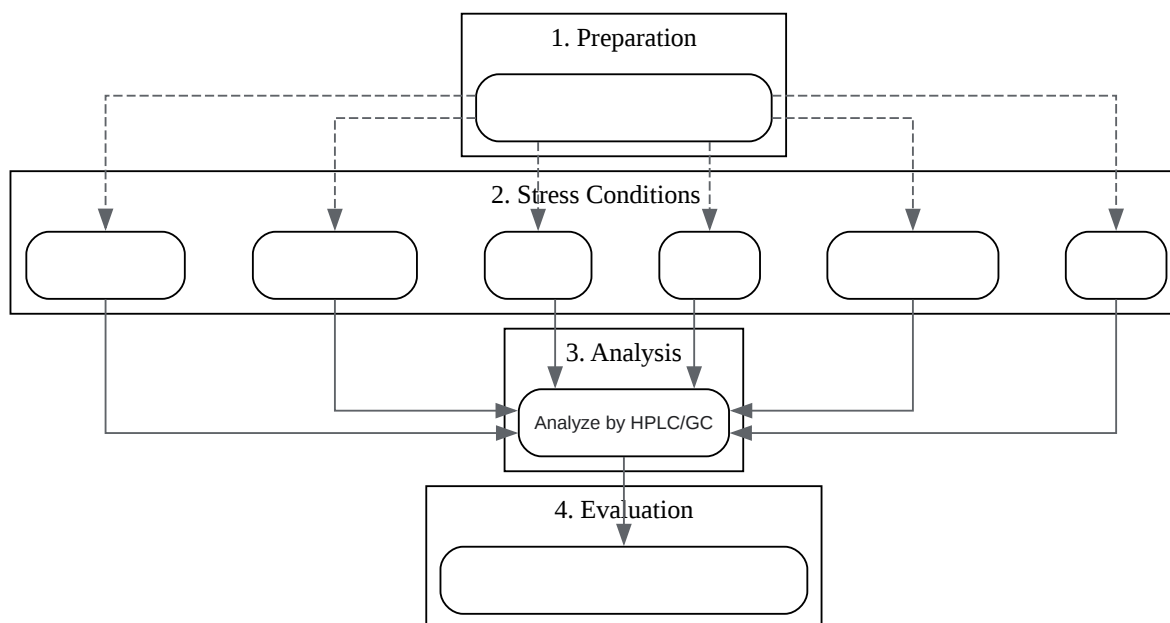 1. Preparation
2. Stress Conditions
3. Analysis
Analyze by HPLC/GC
4. Evaluation